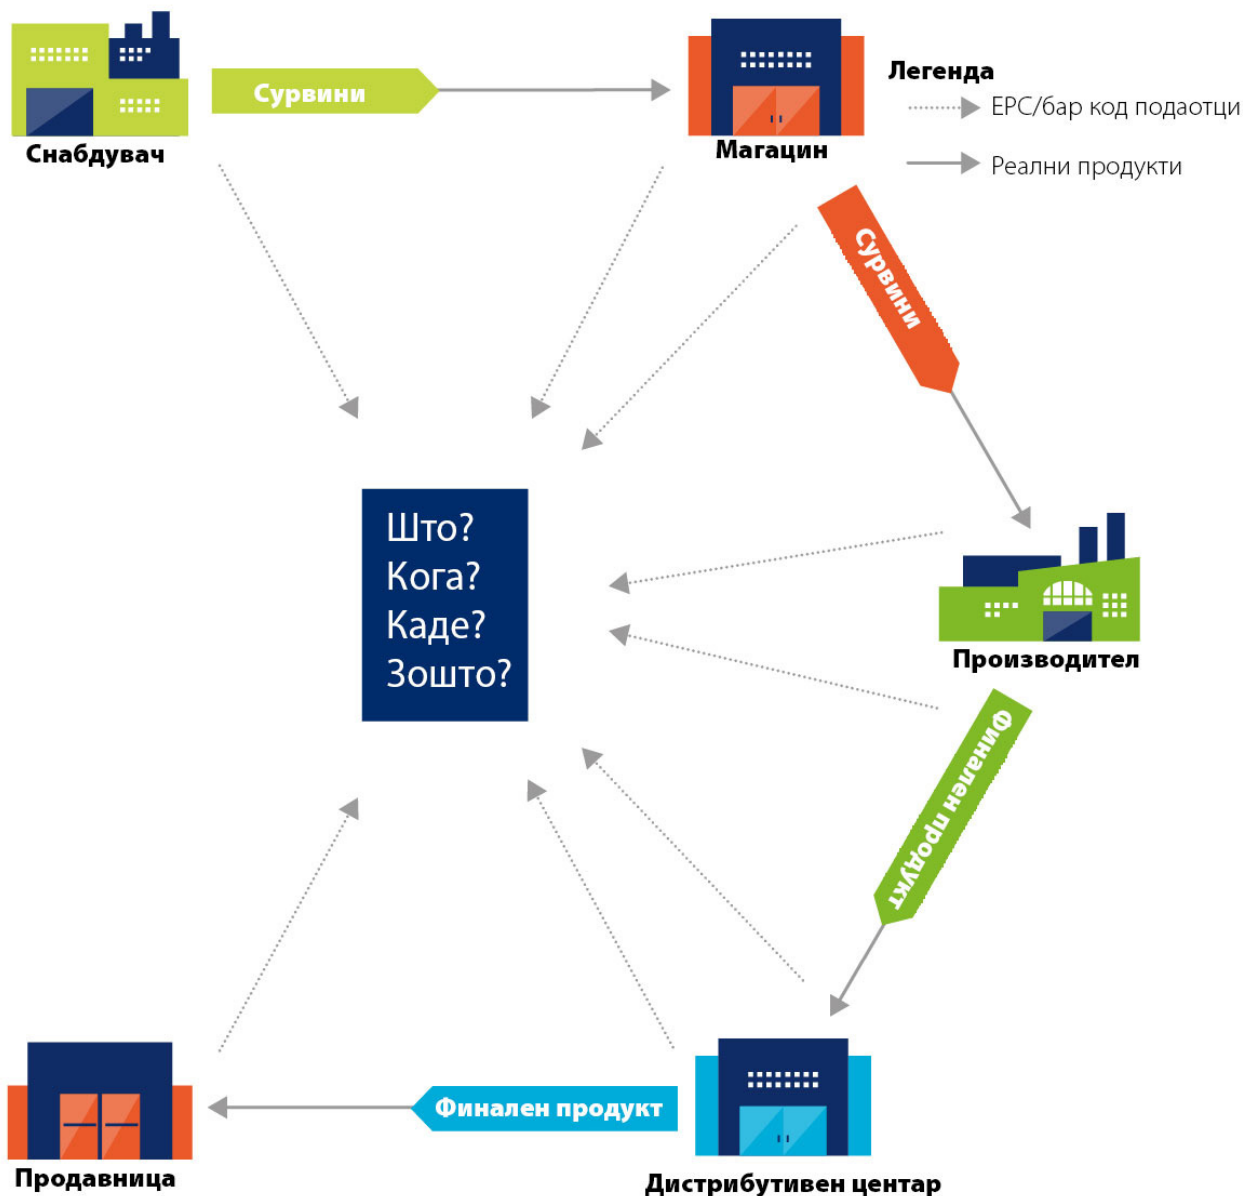 Сурвини
Снабдувач
Магацин
Легенда
ЕРС/бар код подаотци
Реални продукти
Сурвини
Што?
Кога?
Каде?
Зошто?
Производител
Финален продукт
Финален продукт
Продавница
Дистрибутивен центар